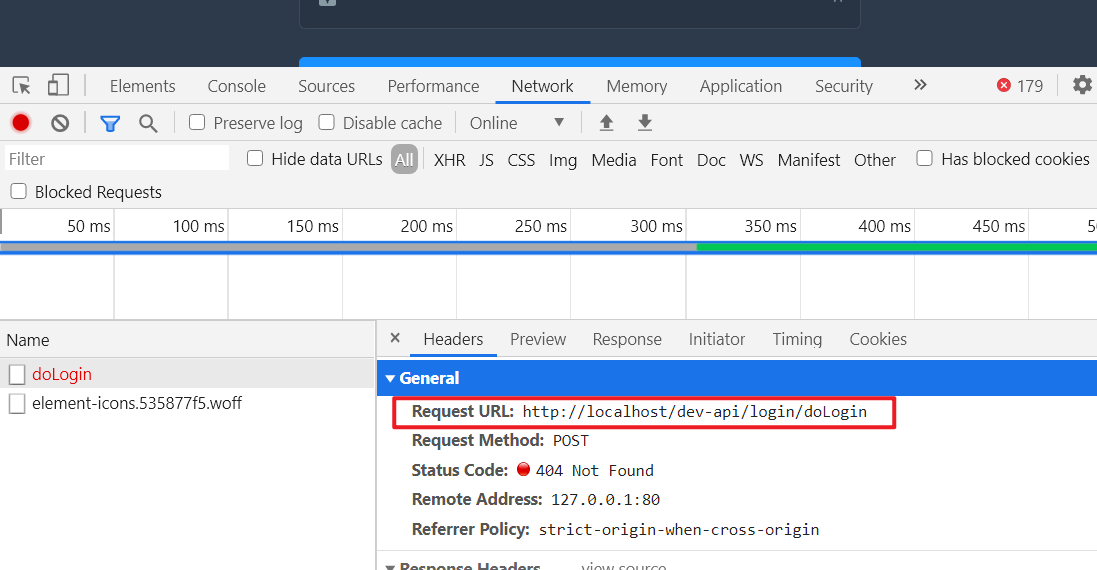 Elements Console Sources Performance Network Memory Application Security » 179
Preserve log Disable cache Online
Filter Hide data URLs All XHR JS CSS Img Media Font Doc WS Manifest Other Has blocked cookies
Blocked Requests
50 ms 100 ms 150 ms 200 ms 250 ms 300 ms 350 ms 400 ms 450 ms
Name
doLogin
element-icons.535877f5.woff
× Headers Preview Response Initiator Timing Cookies
General
Request URL: http://localhost/dev-api/login/doLogin
Request Method: POST
Status Code: 404 Not Found
Remote Address: 127.0.0.1:80
Referrer Policy: strict-origin-when-cross-origin
Response Headers view source